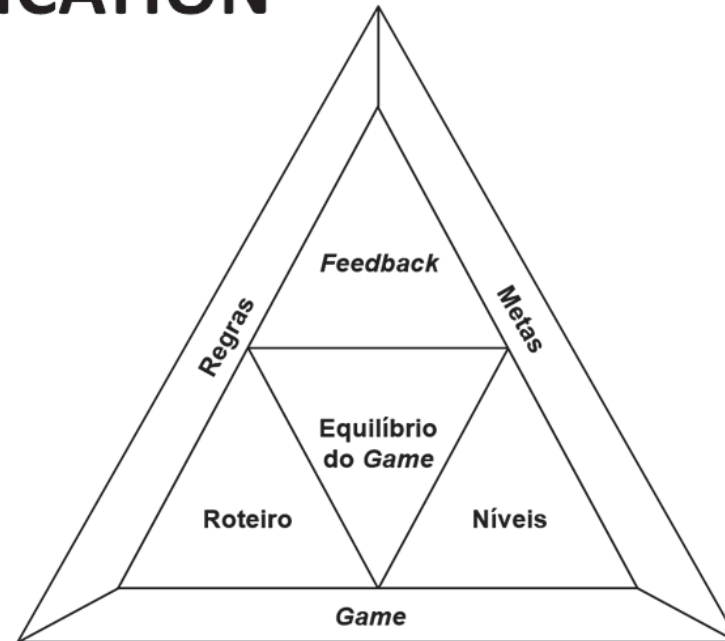 ICATION
Feedback
Regras
Metas
Equilíbrio
do Game
Roteiro
Níveis
Game